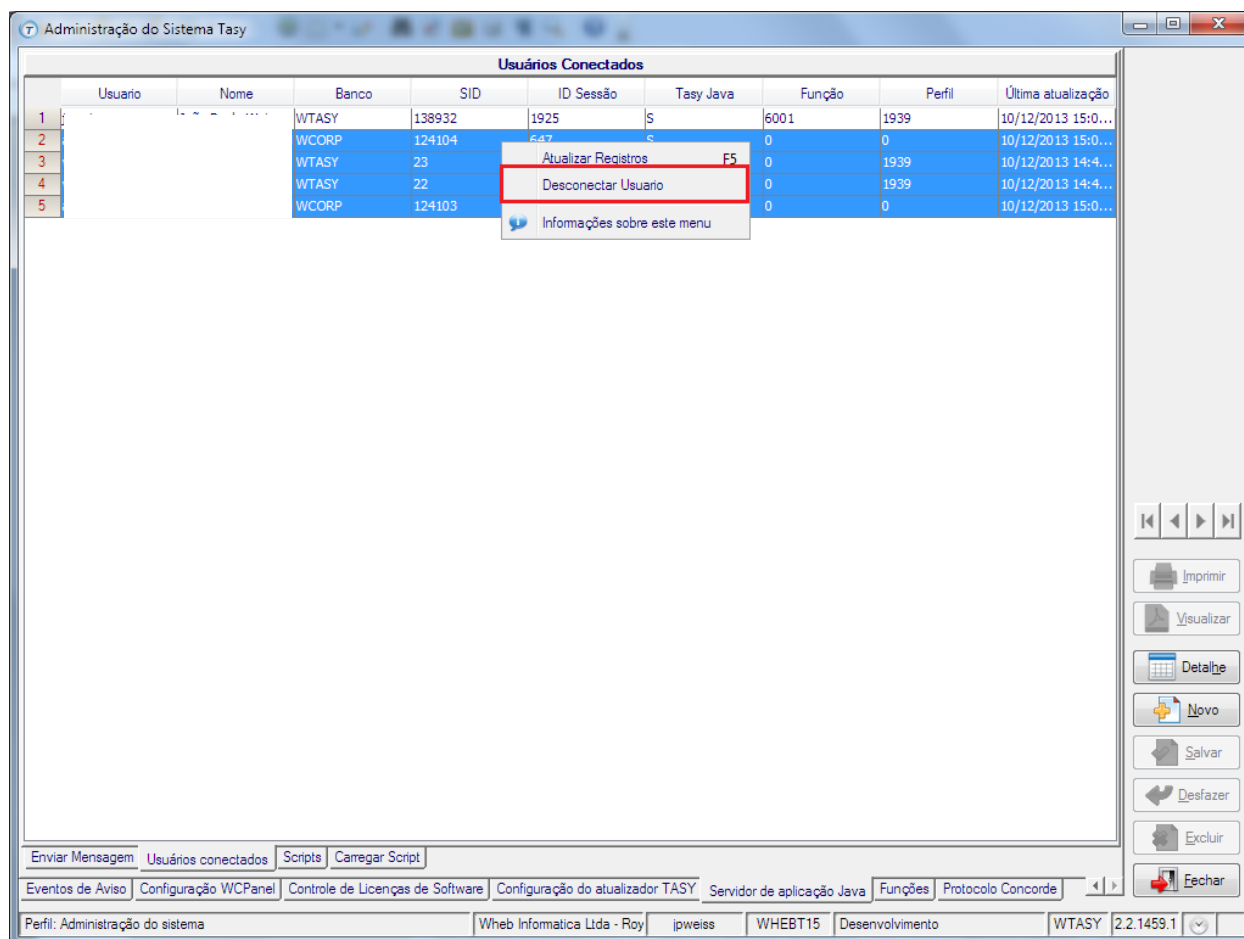 Administração do Sistema Tasy
Usuários Conectados
Usuario Nome Banco SID ID Sessão Tasy Java Função Perfil Última atualização
1 WTASY 138932 1925 S 6001 1939 10/12/2013 15:0...
2 WCORP 124104 647 S 0 0 10/12/2013 15:0...
3 WTASY 23 0 1939 10/12/2013 14:4...
4 WTASY 22 0 1939 10/12/2013 14:4...
5 WCORP 124103 0 0 10/12/2013 15:0...
Atualizar Registros F5
Desconectar Usuario
Informações sobre este menu
Imprimir
Visualizar
Detalhe
Novo
Salvar
Desfazer
Excluir
Fechar
Enviar Mensagem Usuários conectados Scripts Carregar Script
Eventos de Aviso Configuração WCPanel Controle de Licenças de Software Configuração do atualizador TASY Servidor de aplicação Java Funções Protocolo Concorde
Perfil: Administração do sistema Wheb Informatica Ltda - Roy jpweiss WHEBT15 Desenvolvimento WTASY 2.2.1459.1